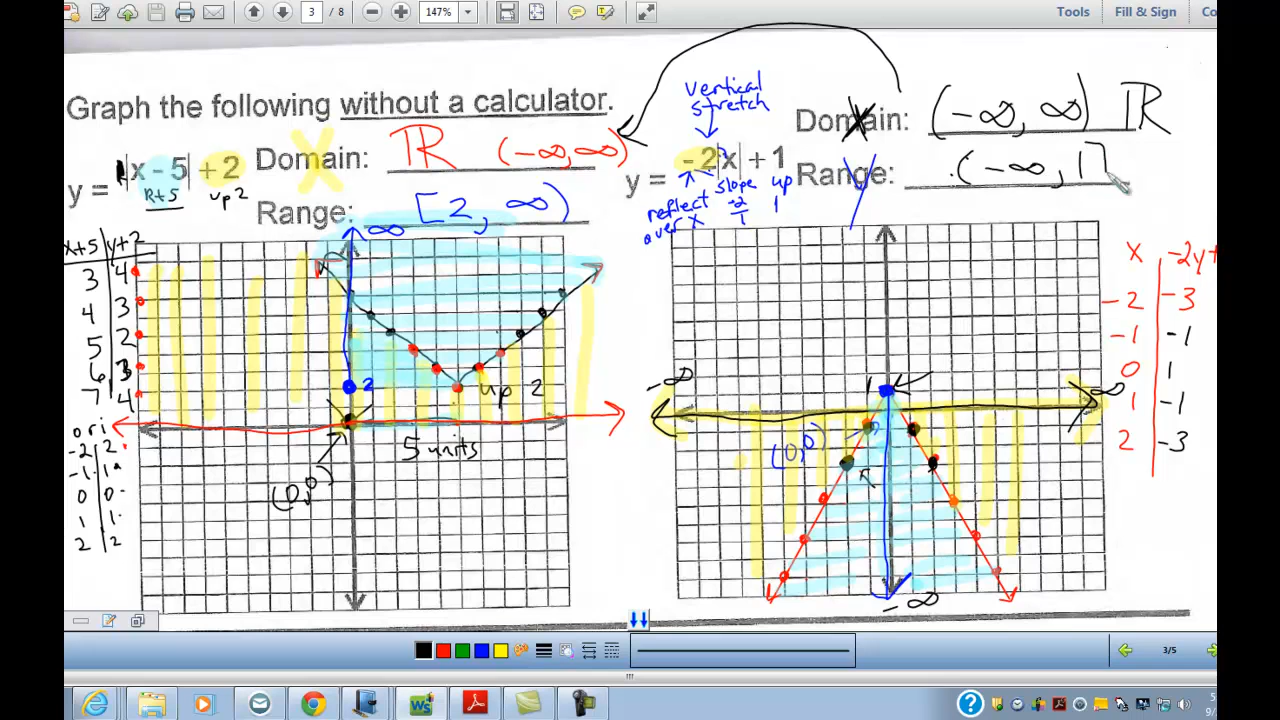 3 / 8
147%
Tools
Fill & Sign
Graph the following without a calculator.
y = |x - 5| + 2
R+5
up 2
Domain: ℝ (-∞,∞)
Range: [2, ∞)
x+5 y+2
3 4
4 3
5 2
6 3
7 4
ori
-2 2
-1 1
0 0
1 1
2 2
∞
2
up 2
5 units
(0,0)
vertical
stretch
y = -2|x| + 1
reflect
over x
slope
-2
1
up
1
Domain: (-∞, ∞) ℝ
Range: (-∞, 1]
-∞
∞
(0,0)
-∞
x -2y+
-2 -3
-1 -1
0 1
1 -1
2 -3
3/5